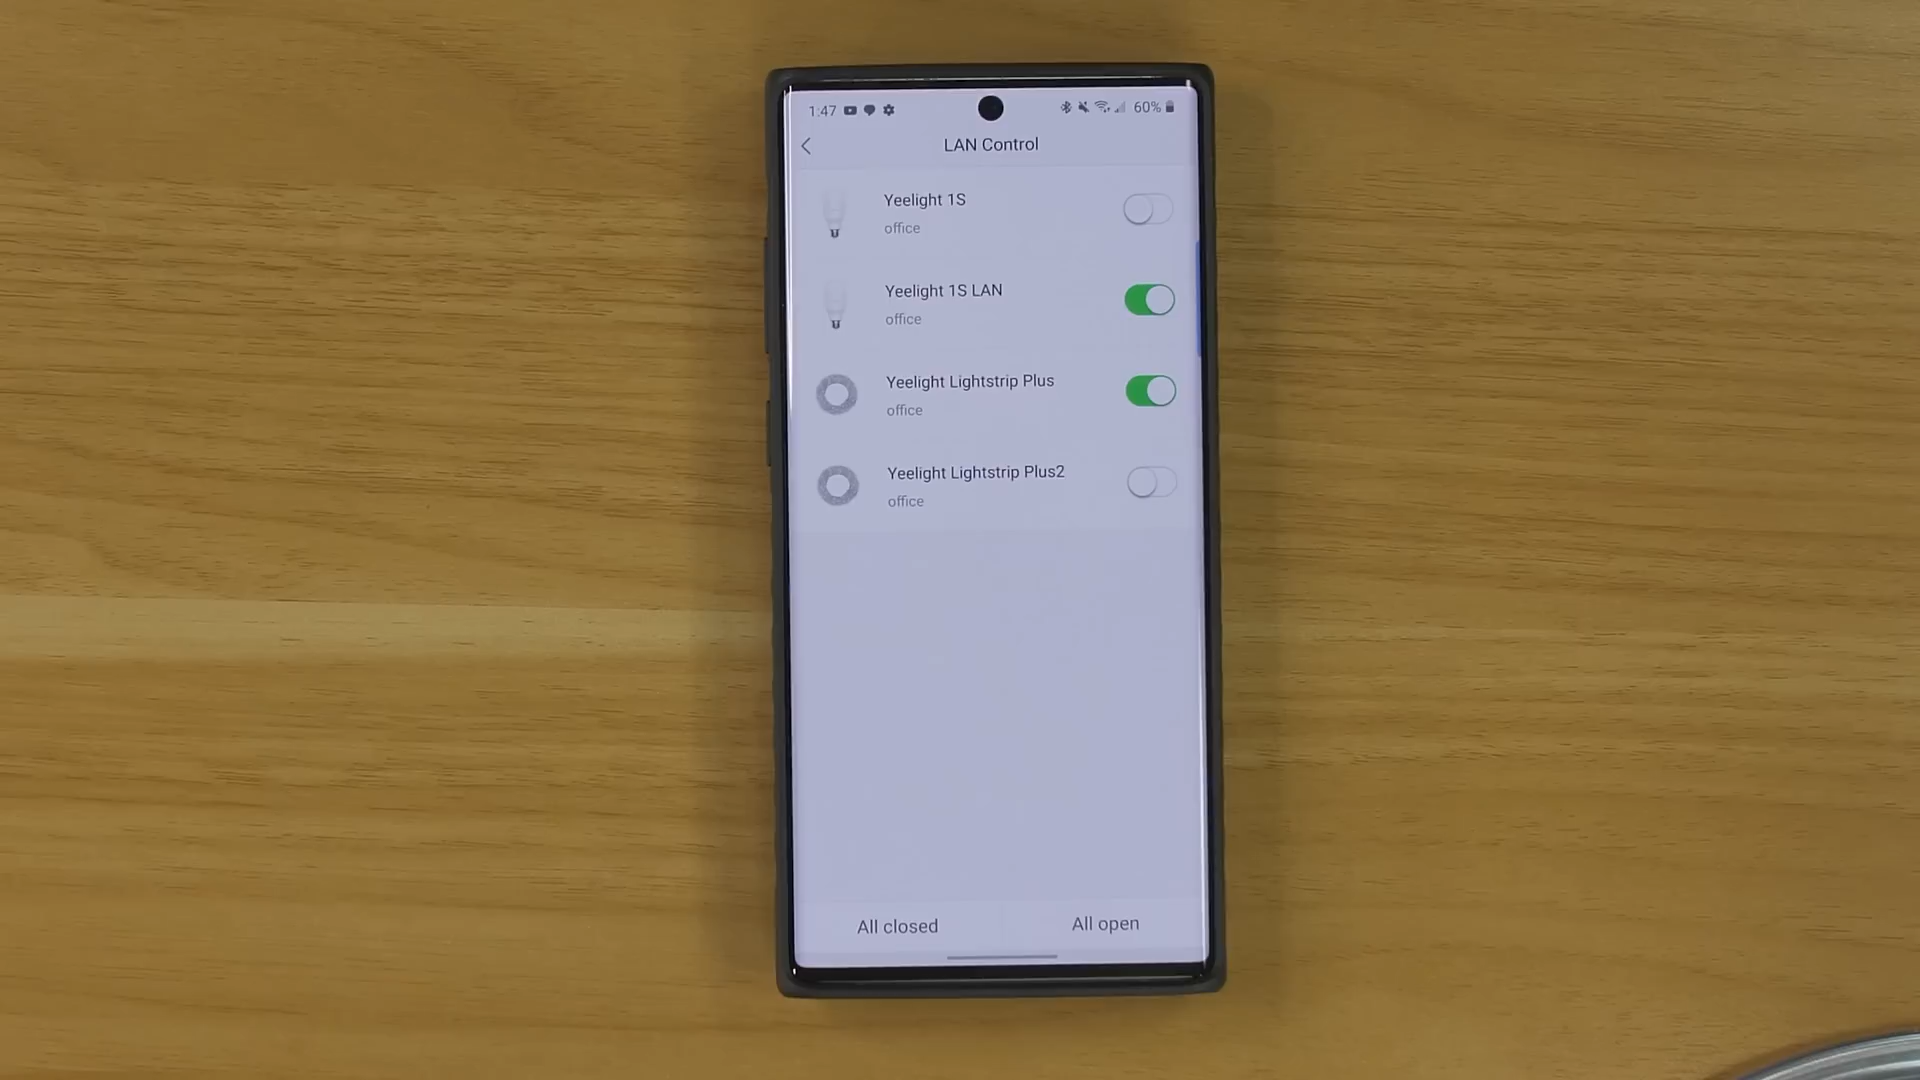 1:47 60%
LAN Control
Yeelight 1S
office
Yeelight 1S LAN
office
Yeelight Lightstrip Plus
office
Yeelight Lightstrip Plus2
office
All closed All open